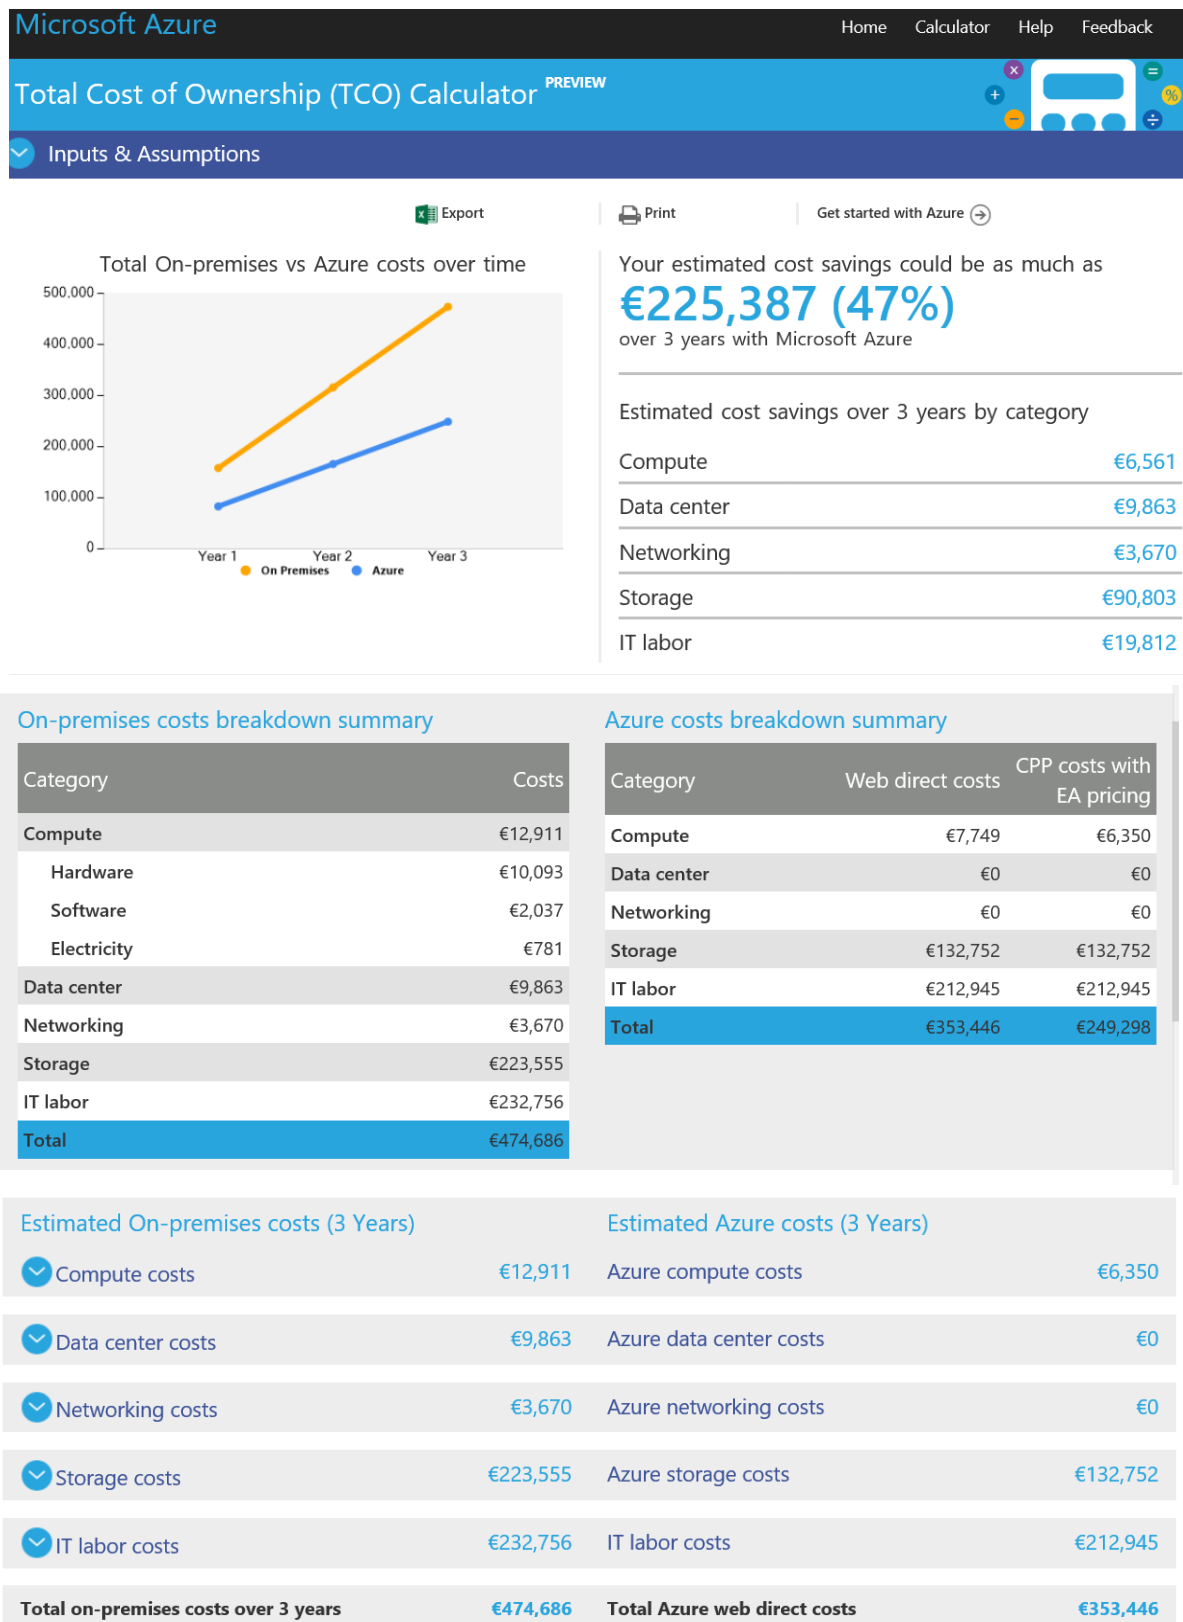 Microsoft Azure
Home Calculator Help Feedback
Total Cost of Ownership (TCO) Calculator PREVIEW
Inputs & Assumptions
Export Print Get started with Azure
Total On-premises vs Azure costs over time
500,000
400,000
300,000
200,000
100,000
0
Year 1 Year 2 Year 3
On Premises Azure
Your estimated cost savings could be as much as
€225,387 (47%)
over 3 years with Microsoft Azure
Estimated cost savings over 3 years by category
Compute €6,561
Data center €9,863
Networking €3,670
Storage €90,803
IT labor €19,812
On-premises costs breakdown summary
Category Costs
Compute €12,911
Hardware €10,093
Software €2,037
Electricity €781
Data center €9,863
Networking €3,670
Storage €223,555
IT labor €232,756
Total €474,686
Azure costs breakdown summary
Category Web direct costs CPP costs with EA pricing
Compute €7,749 €6,350
Data center €0 €0
Networking €0 €0
Storage €132,752 €132,752
IT labor €212,945 €212,945
Total €353,446 €249,298
Estimated On-premises costs (3 Years) Estimated Azure costs (3 Years)
Compute costs €12,911 Azure compute costs €6,350
Data center costs €9,863 Azure data center costs €0
Networking costs €3,670 Azure networking costs €0
Storage costs €223,555 Azure storage costs €132,752
IT labor costs €232,756 IT labor costs €212,945
Total on-premises costs over 3 years €474,686 Total Azure web direct costs €353,446